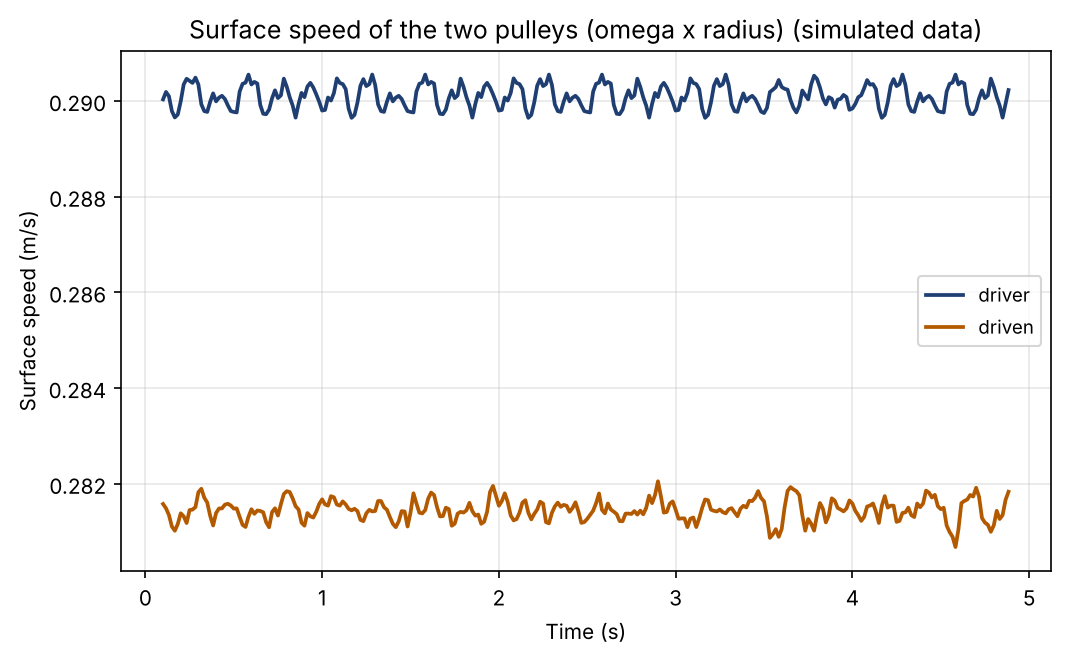 Surface speed of the two pulleys (omega x radius) (simulated data)
Surface speed (m/s)
0.290
0.288
0.286
0.284
0.282
driver
driven
0 1 2 3 4 5
Time (s)